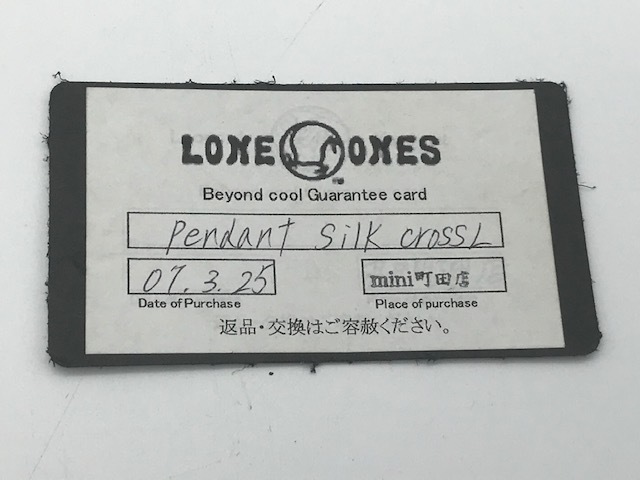 LONE ONES
Beyond cool Guarantee card
Pendant Silk Cross L
07.3.25
mini町田店
Date of Purchase
Place of purchase
返品・交換はご容赦ください。